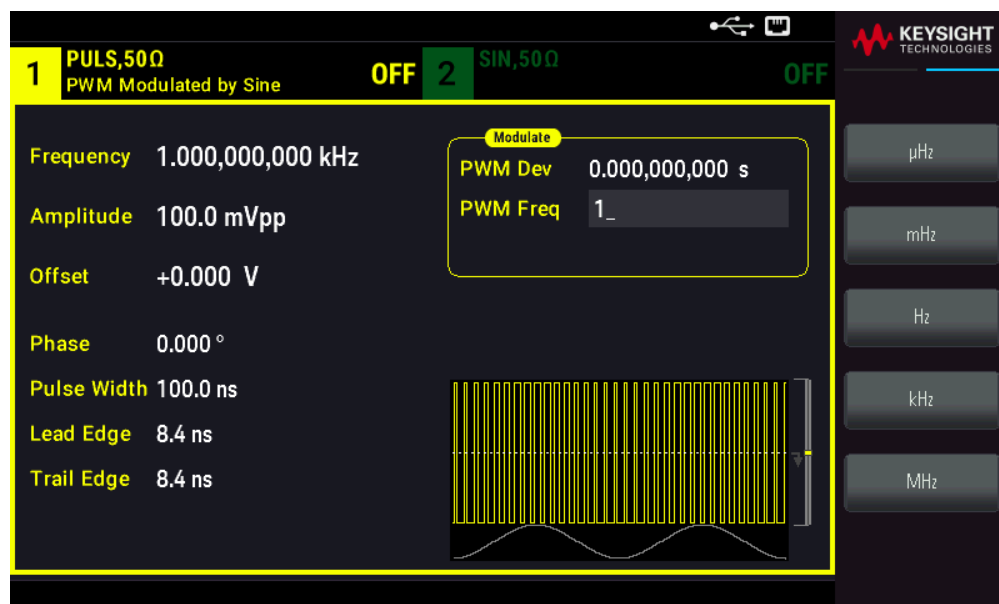 KEYSIGHT
TECHNOLOGIES
1
PULS,50Ω
PWM Modulated by Sine
OFF
2
SIN,50Ω
OFF
Frequency 1.000,000,000 kHz
Amplitude 100.0 mVpp
Offset +0.000 V
Phase 0.000 °
Pulse Width 100.0 ns
Lead Edge 8.4 ns
Trail Edge 8.4 ns
Modulate
PWM Dev 0.000,000,000 s
PWM Freq 1_
µHz
mHz
Hz
kHz
MHz